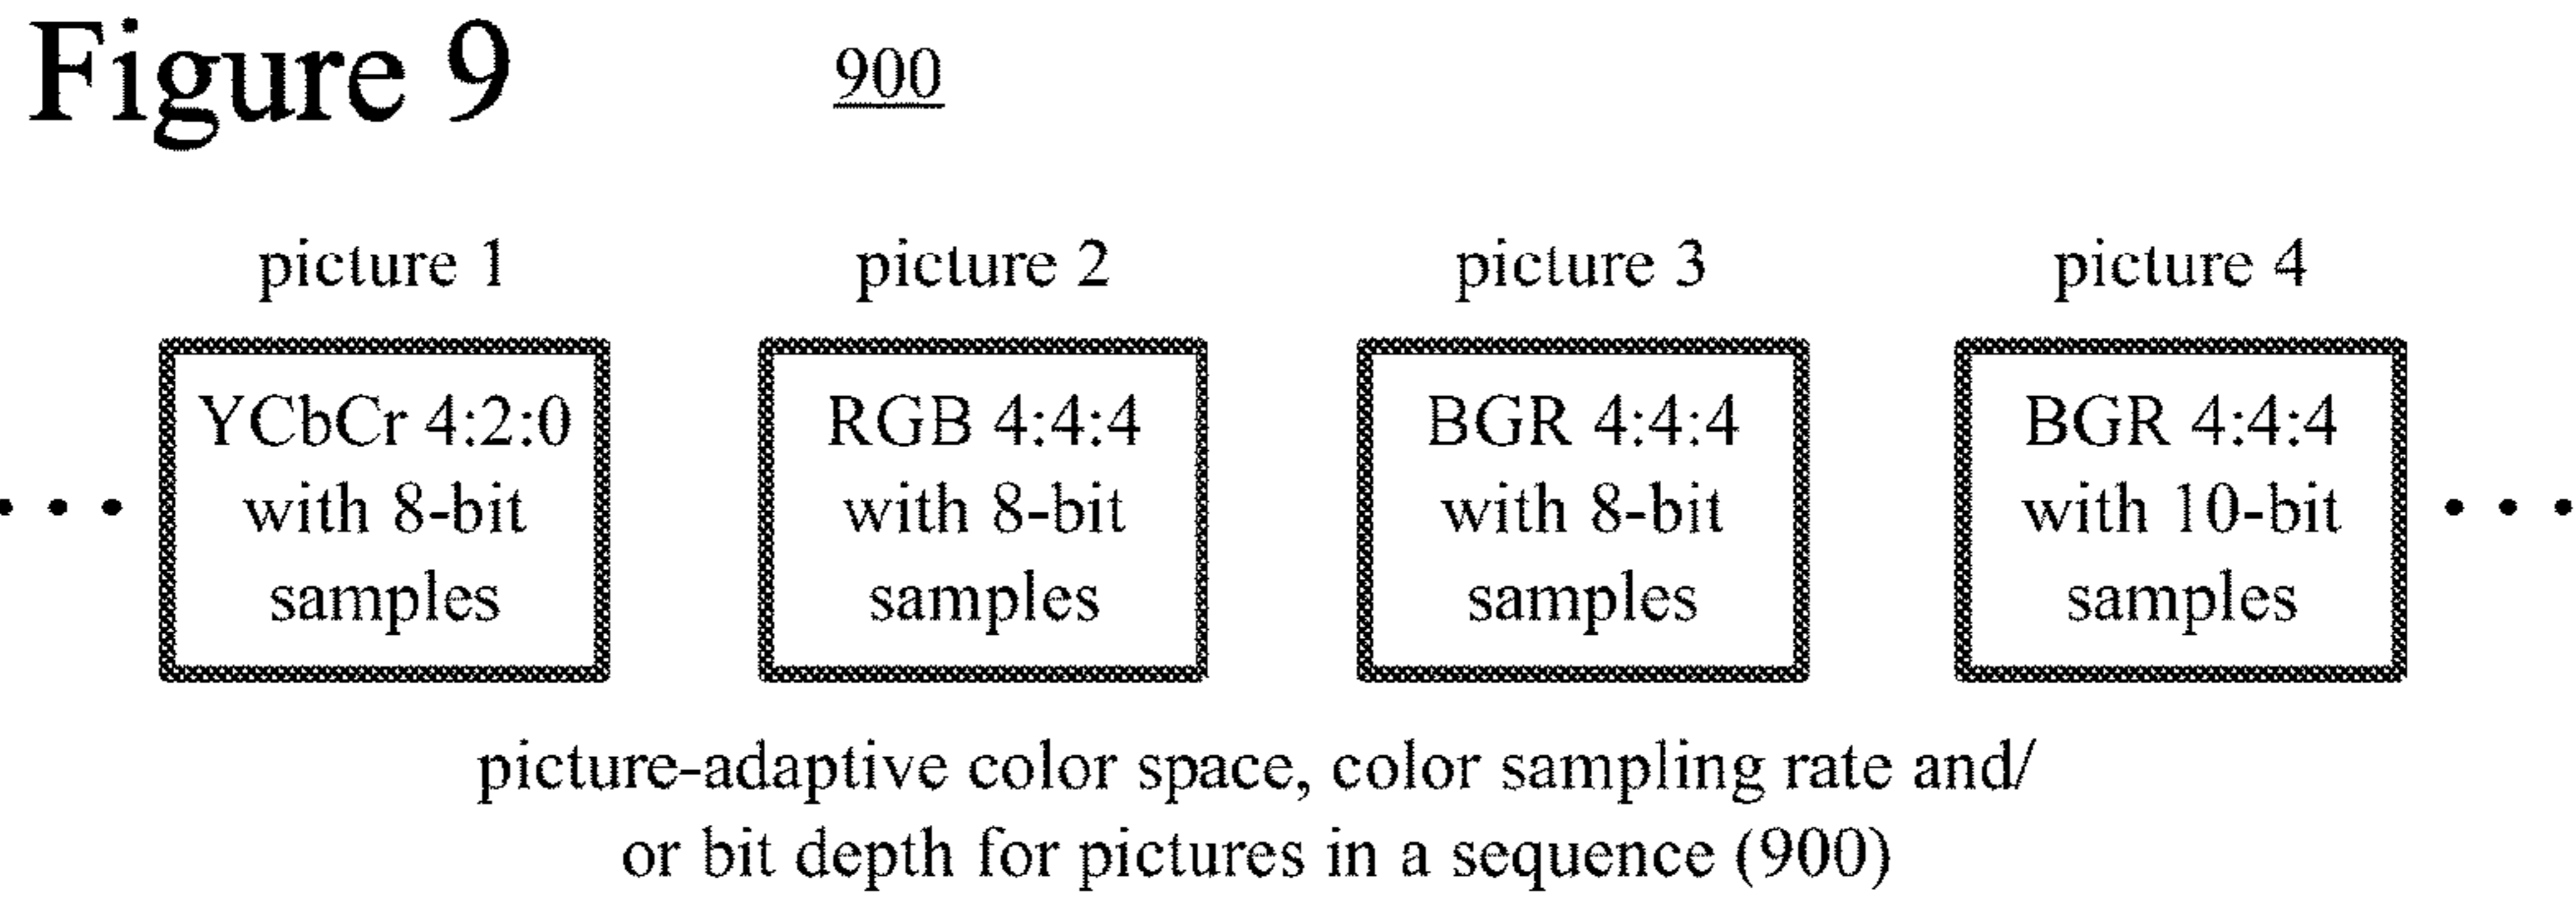 Figure 9
900
picture 1
picture 2
picture 3
picture 4
YCbCr 4:2:0
with 8-bit
samples
RGB 4:4:4
with 8-bit
samples
BGR 4:4:4
with 8-bit
samples
BGR 4:4:4
with 10-bit
samples
picture-adaptive color space, color sampling rate and/
or bit depth for pictures in a sequence (900)